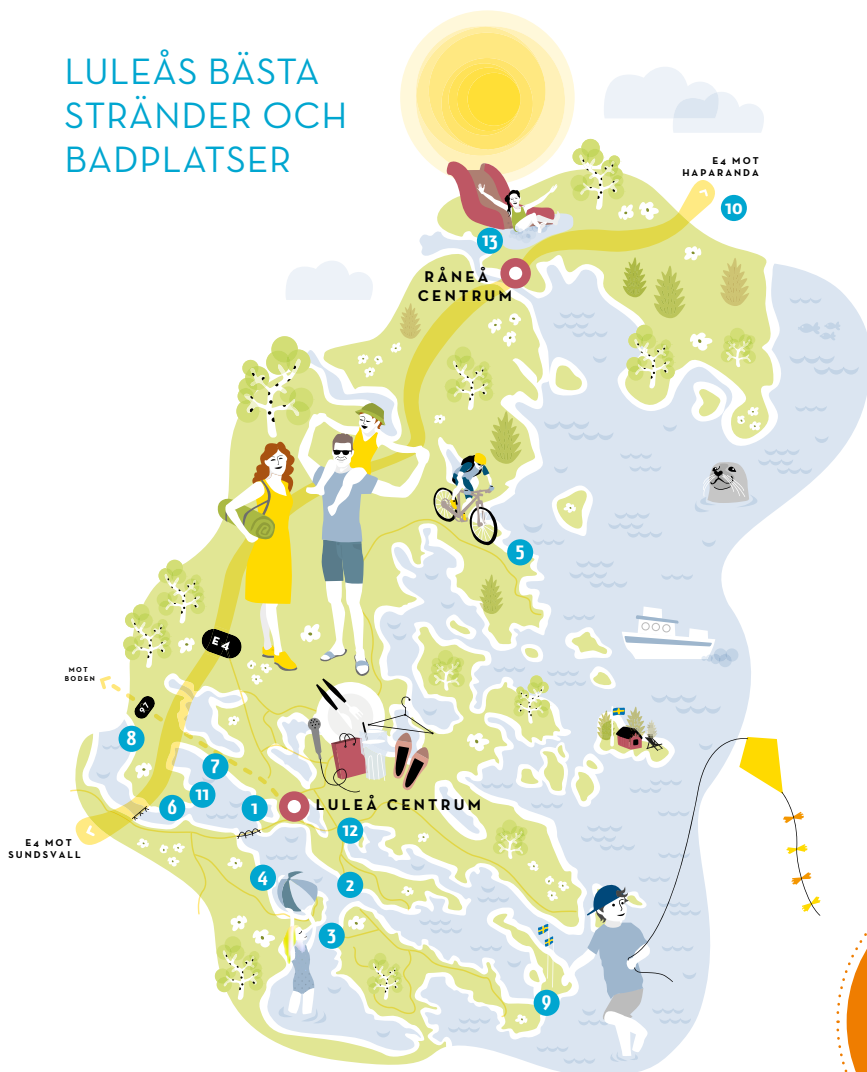 LULEÅS BÄSTA
STRÄNDER OCH
BADPLATSER
E4 MOT
HAPARANDA
10
13
RÅNEÅ
CENTRUM
5
E4
MOT
BODEN
97
8
7
11
6
1
LULEÅ CENTRUM
12
E4 MOT
SUNDSVALL
4
2
3
9